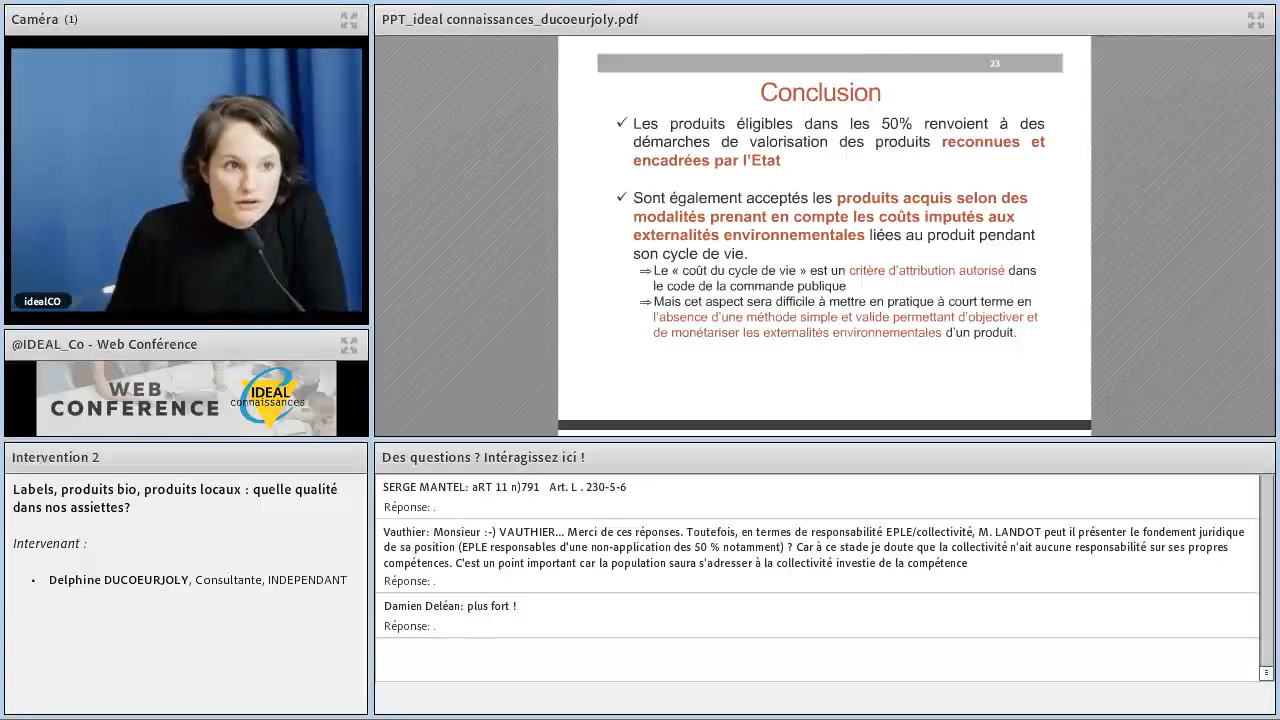 Caméra (1)
idealCO
@IDEAL_Co - Web Conférence
WEB
CONFERENCE
IDEAL
connaissances
Intervention 2
Labels, produits bio, produits locaux : quelle qualité
dans nos assiettes?
Intervenant :
• Delphine DUCOEURJOLY, Consultante, INDEPENDANT
PPT_ideal connaissances_ducoeurjoly.pdf
23
Conclusion
✓ Les produits éligibles dans les 50% renvoient à des
démarches de valorisation des produits reconnues et
encadrées par l'Etat
✓ Sont également acceptés les produits acquis selon des
modalités prenant en compte les coûts imputés aux
externalités environnementales liées au produit pendant
son cycle de vie.
⇒Le « coût du cycle de vie » est un critère d'attribution autorisé dans
le code de la commande publique
⇒Mais cet aspect sera difficile à mettre en pratique à court terme en
l'absence d'une méthode simple et valide permettant d'objectiver et
de monétariser les externalités environnementales d'un produit.
Des questions ? Intéragissez ici !
SERGE MANTEL: aRT 11 n)791 Art. L . 230-5-6
Réponse: .
Vauthier: Monsieur :-) VAUTHIER... Merci de ces réponses. Toutefois, en termes de responsabilité EPLE/collectivité, M. LANDOT peut il présenter le fondement juridique
de sa position (EPLE responsables d'une non-application des 50 % notamment) ? Car à ce stade je doute que la collectivité n'ait aucune responsabilité sur ses propres
compétences. C'est un point important car la population saura s'adresser à la collectivité investie de la compétence
Réponse: .
Damien Deléan: plus fort !
Réponse: .